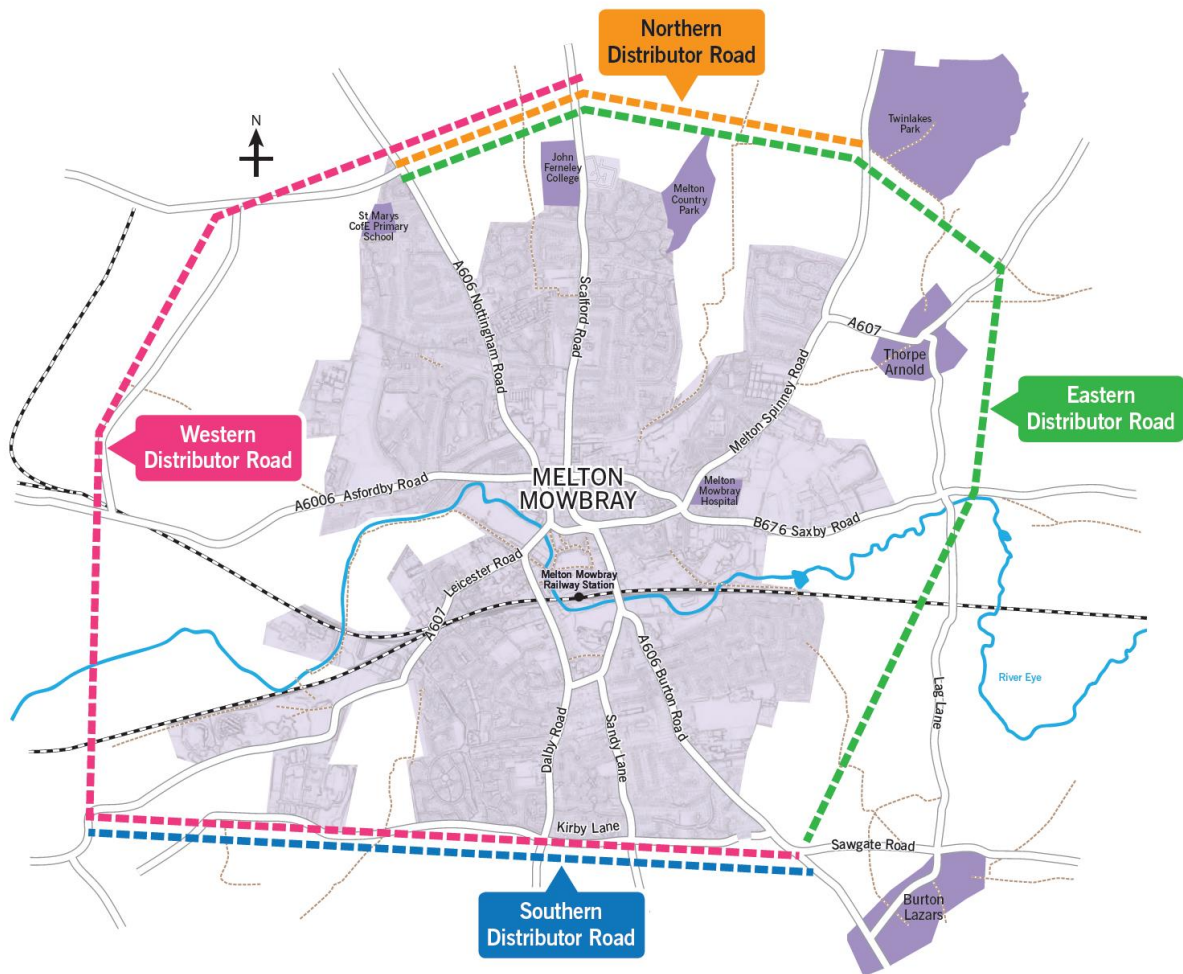 Northern
Distributor Road
N
Twinlakes
Park
John
Ferneley
College
Melton
Country
Park
St Marys
CofE Primary
School
A606 Nottingham Road
Scalford Road
A607
Thorpe
Arnold
Melton Spinney Road
Eastern
Distributor Road
Western
Distributor Road
MELTON
MOWBRAY
A6006 Asfordby Road
Melton
Mowbray
Hospital
B676 Saxby Road
A607 Leicester Road
Melton Mowbray
Railway Station
A606 Burton Road
River Eye
Lag Lane
Dalby Road
Sandy Lane
Kirby Lane
Sawgate Road
Burton
Lazars
Southern
Distributor Road